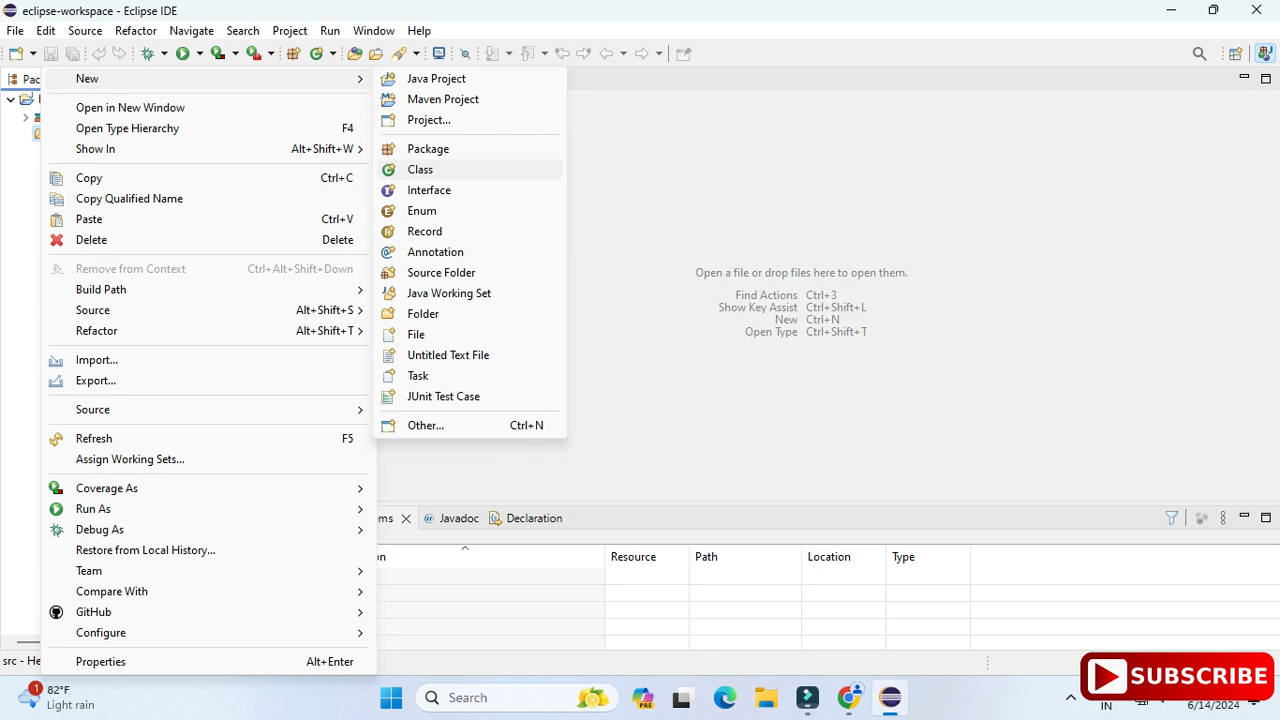 eclipse-workspace - Eclipse IDE
File Edit Source Refactor Navigate Search Project Run Window Help
New
Open in New Window
Open Type Hierarchy F4
Show In Alt+Shift+W
Copy Ctrl+C
Copy Qualified Name
Paste Ctrl+V
Delete Delete
Remove from Context Ctrl+Alt+Shift+Down
Build Path
Source Alt+Shift+S
Refactor Alt+Shift+T
Import...
Export...
Source
Refresh F5
Assign Working Sets...
Coverage As
Run As
Debug As
Restore from Local History...
Team
Compare With
GitHub
Configure
Properties Alt+Enter
Java Project
Maven Project
Project...
Package
Class
Interface
Enum
Record
Annotation
Source Folder
Java Working Set
Folder
File
Untitled Text File
Task
JUnit Test Case
Other... Ctrl+N
Open a file or drop files here to open them.
Find Actions Ctrl+3
Show Key Assist Ctrl+Shift+L
New Ctrl+N
Open Type Ctrl+Shift+T
Javadoc Declaration
Resource Path Location Type
SUBSCRIBE
1
82°F
Light rain
Search
PRE
IN
6/14/2024